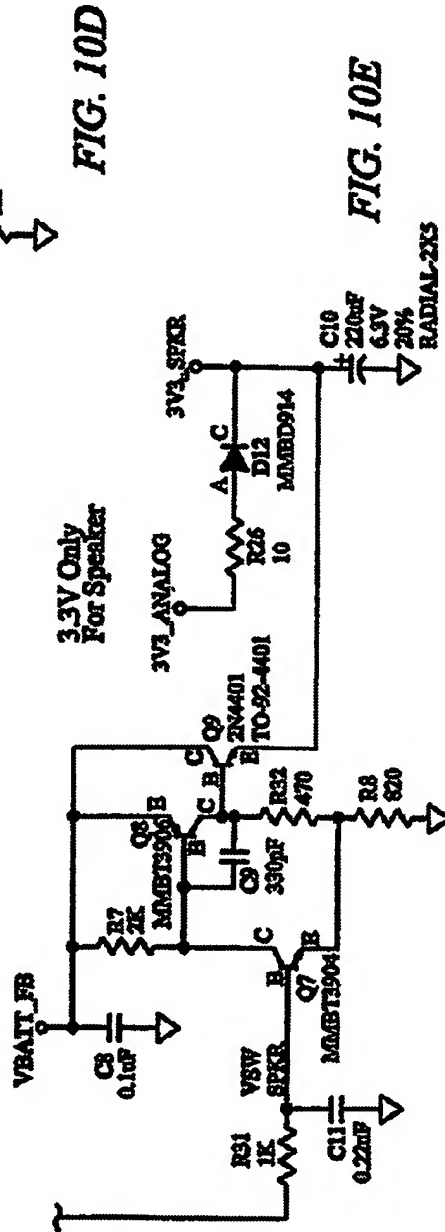 FIG. 10D
FIG. 10E
VBATT_FB
C8
0.1uF
R7
2K
Q8
MMBT3906
E
B
C
3.3V Only
For Speaker
3V3_ANALOG
3V3_SPKR
R26
10
A
C
D12
MMBD914
C10
220uF
6.3V
20%
RADIAL-2X5
+
C
B
E
Q9
2N4401
TO-92-4401
C9
330pF
R32
470
R8
820
C
B
E
Q7
MMBT3904
VSW
SPKR
R31
1K
C11
0.22uF